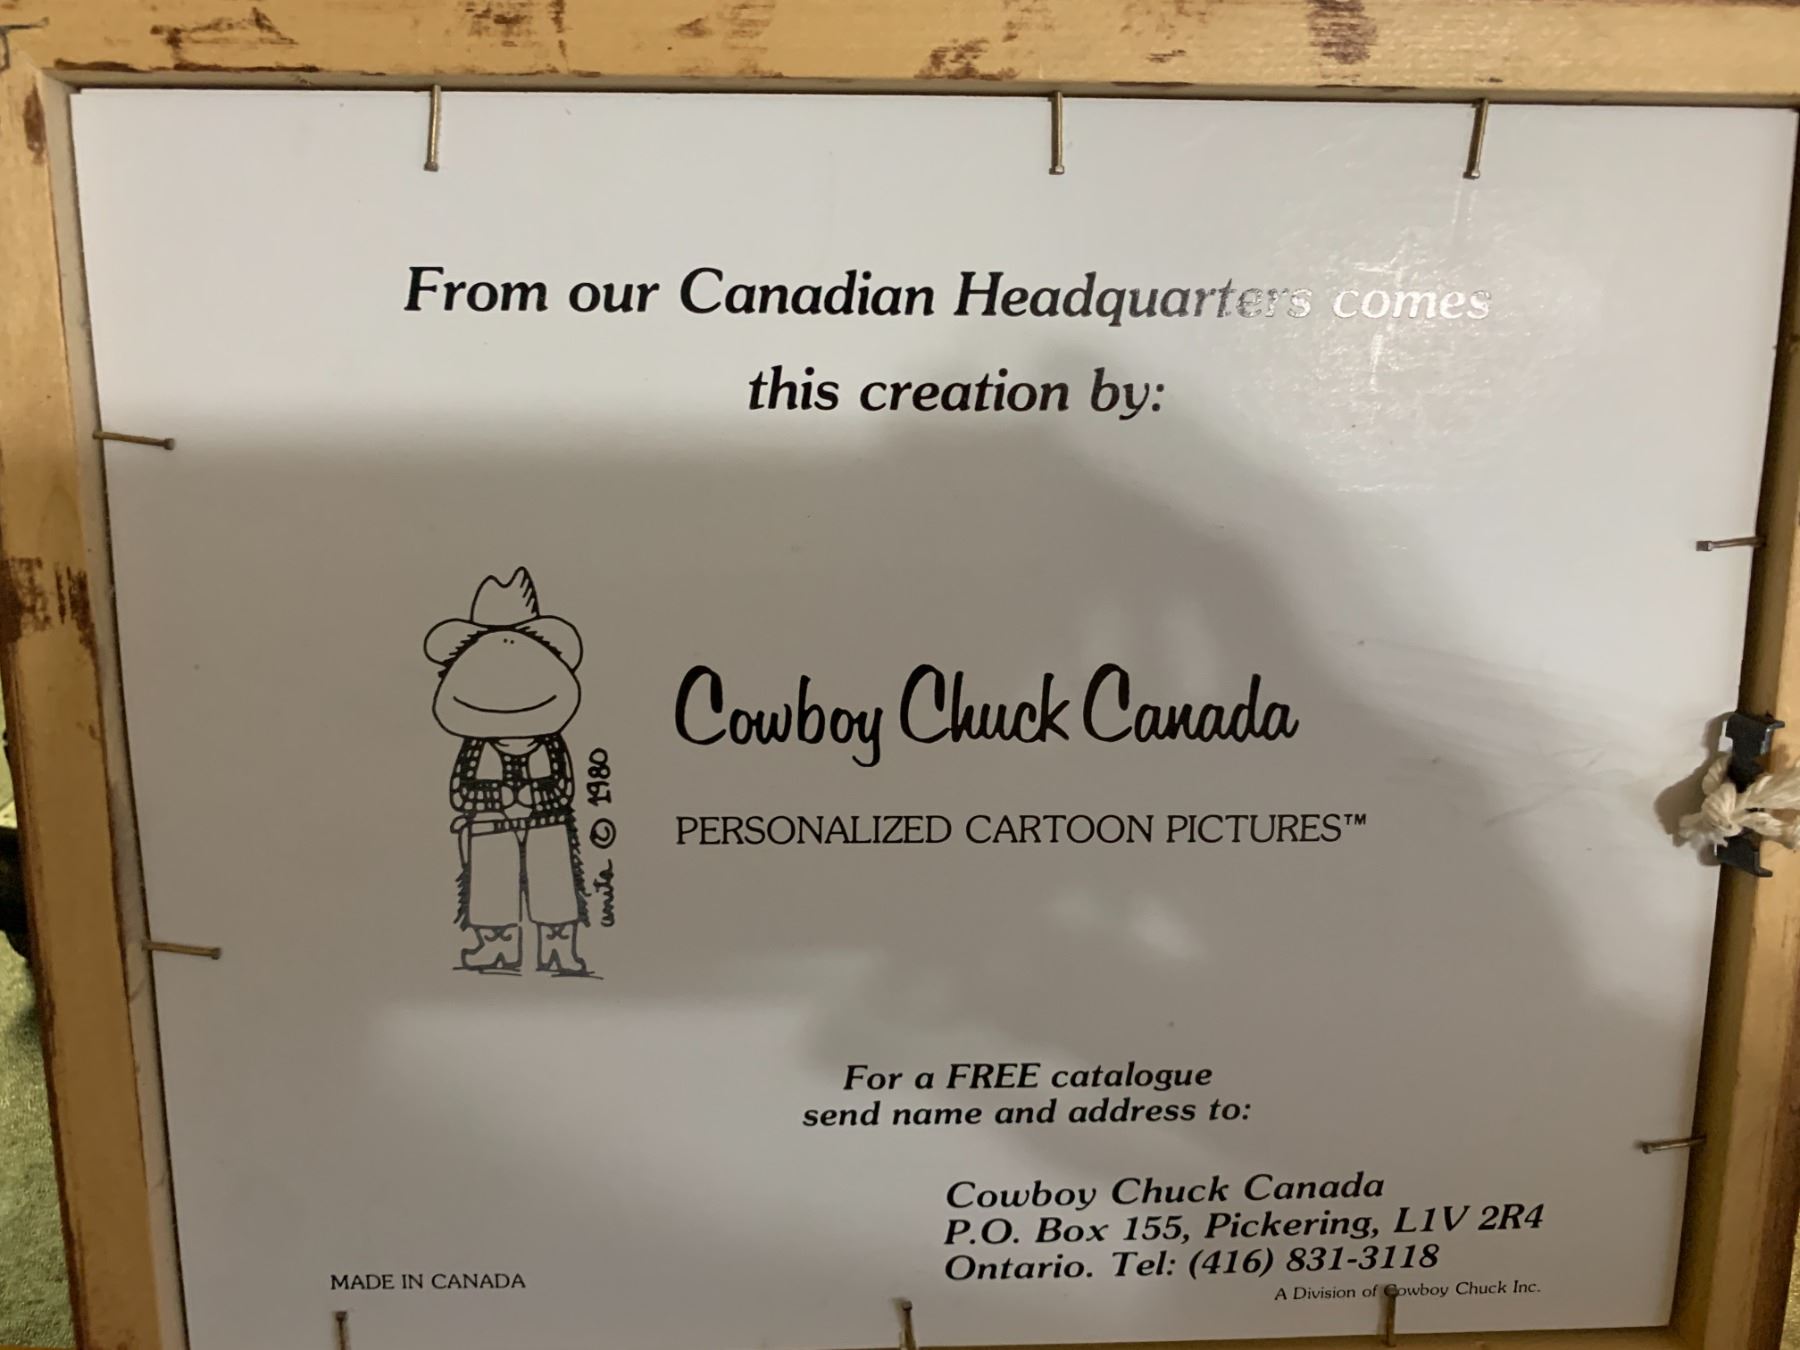 From our Canadian Headquarters comes
this creation by:
Cowboy Chuck Canada
PERSONALIZED CARTOON PICTURES™
anita © 1980
For a FREE catalogue
send name and address to:
Cowboy Chuck Canada
P.O. Box 155, Pickering, L1V 2R4
Ontario. Tel: (416) 831-3118
A Division of Cowboy Chuck Inc.
MADE IN CANADA